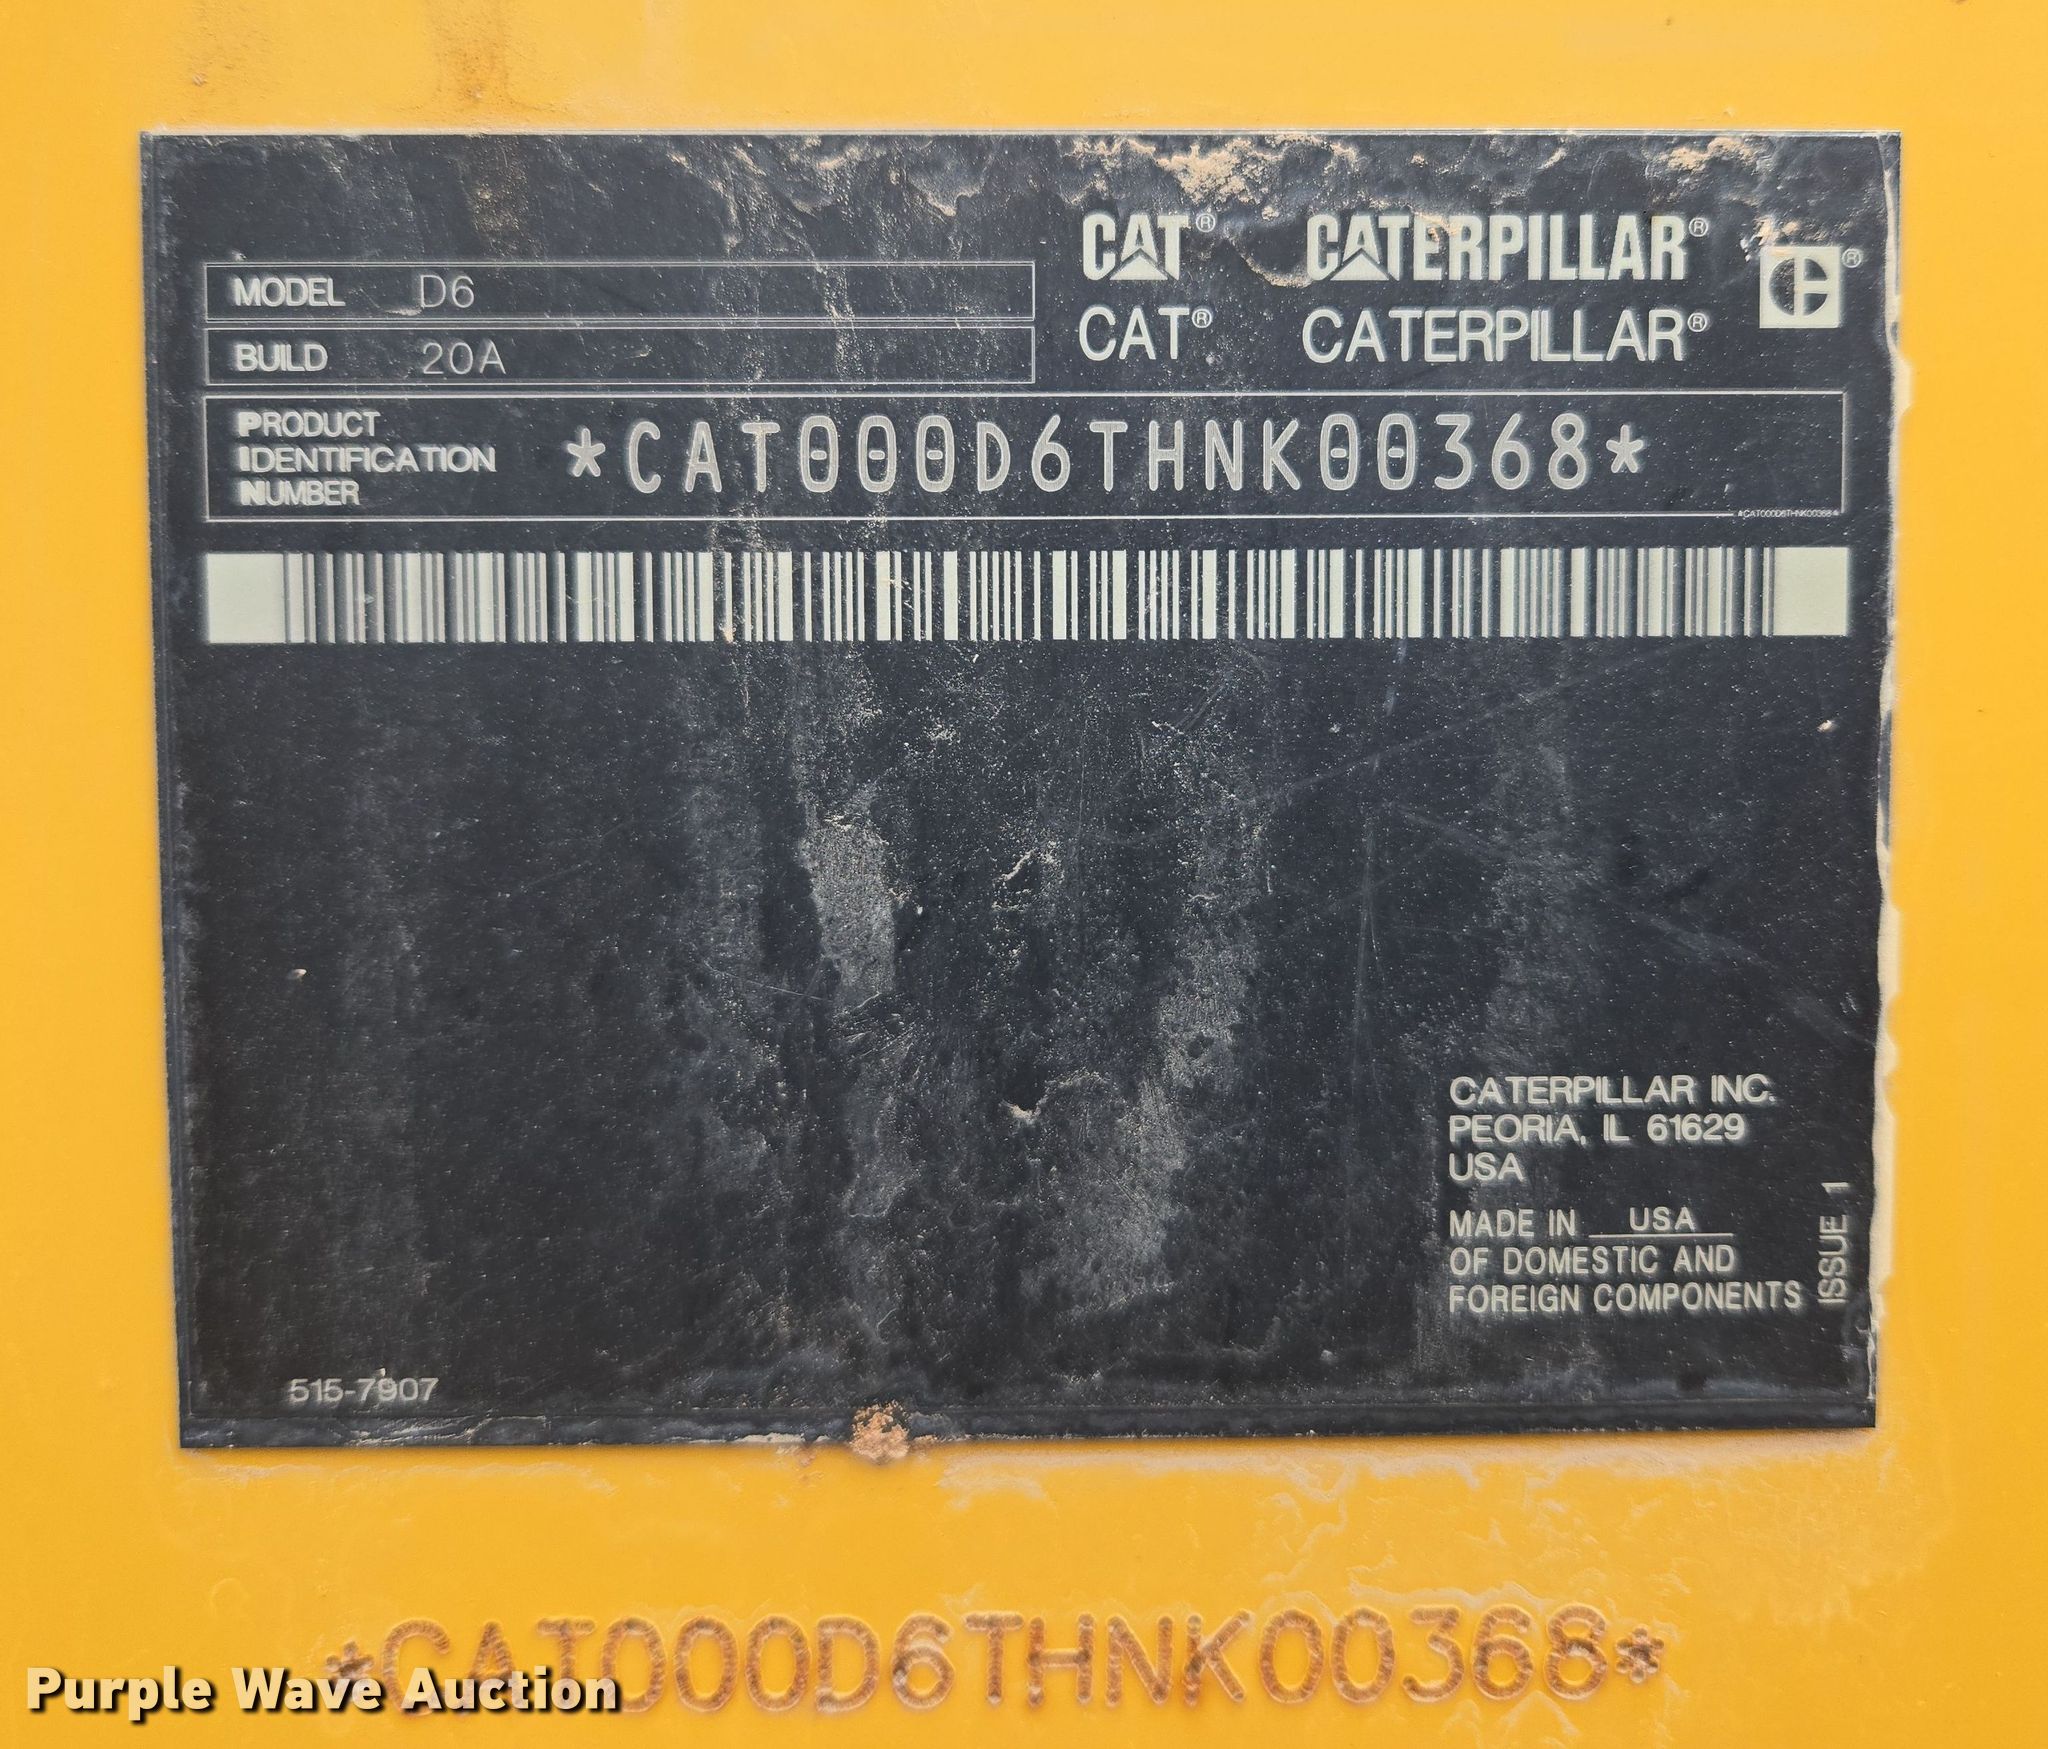 CAT® CATERPILLAR® ®
CAT® CATERPILLAR®
MODEL D6
BUILD 20A
PRODUCT
IDENTIFICATION
NUMBER
*CAT000D6THNK00368*
*CAT000D6THNK00368*
CATERPILLAR INC.
PEORIA, IL 61629
USA
MADE IN USA
OF DOMESTIC AND
FOREIGN COMPONENTS
ISSUE 1
515-7907
*CAT000D6THNK00368*
Purple Wave Auction